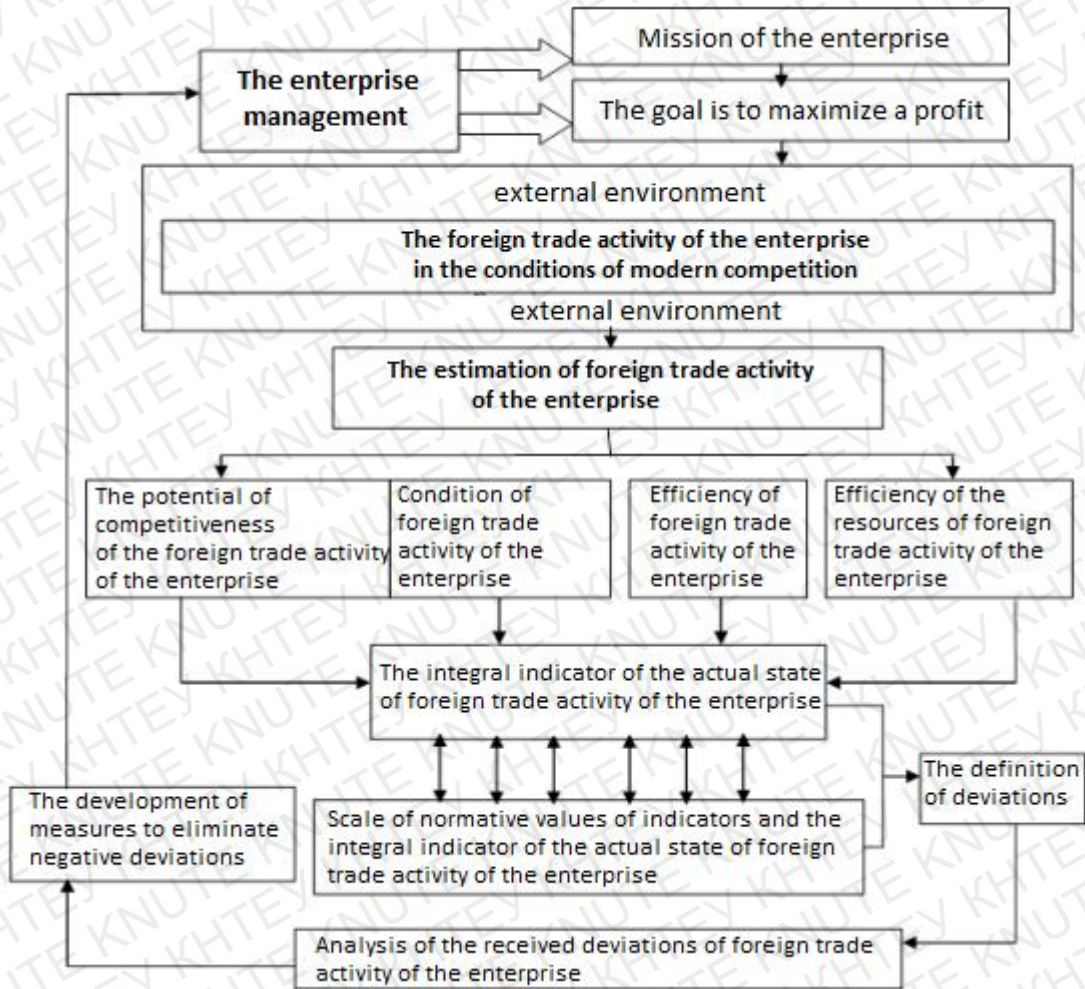 Mission of the enterprise
The enterprise
management
The goal is to maximize a profit
external environment
The foreign trade activity of the enterprise
in the conditions of modern competition
external environment
The estimation of foreign trade activity
of the enterprise
The potential of
competitiveness
of the foreign trade activity
of the enterprise
Condition of
foreign trade
activity of the
enterprise
Efficiency of
foreign trade
activity of the
enterprise
Efficiency of the
resources of foreign
trade activity of the
enterprise
The integral indicator of the actual state
of foreign trade activity of the enterprise
The definition
of deviations
The development of
measures to eliminate
negative deviations
Scale of normative values of indicators and the
integral indicator of the actual state of foreign
trade activity of the enterprise
Analysis of the received deviations of foreign trade
activity of the enterprise
KNUTE КНТЕУ